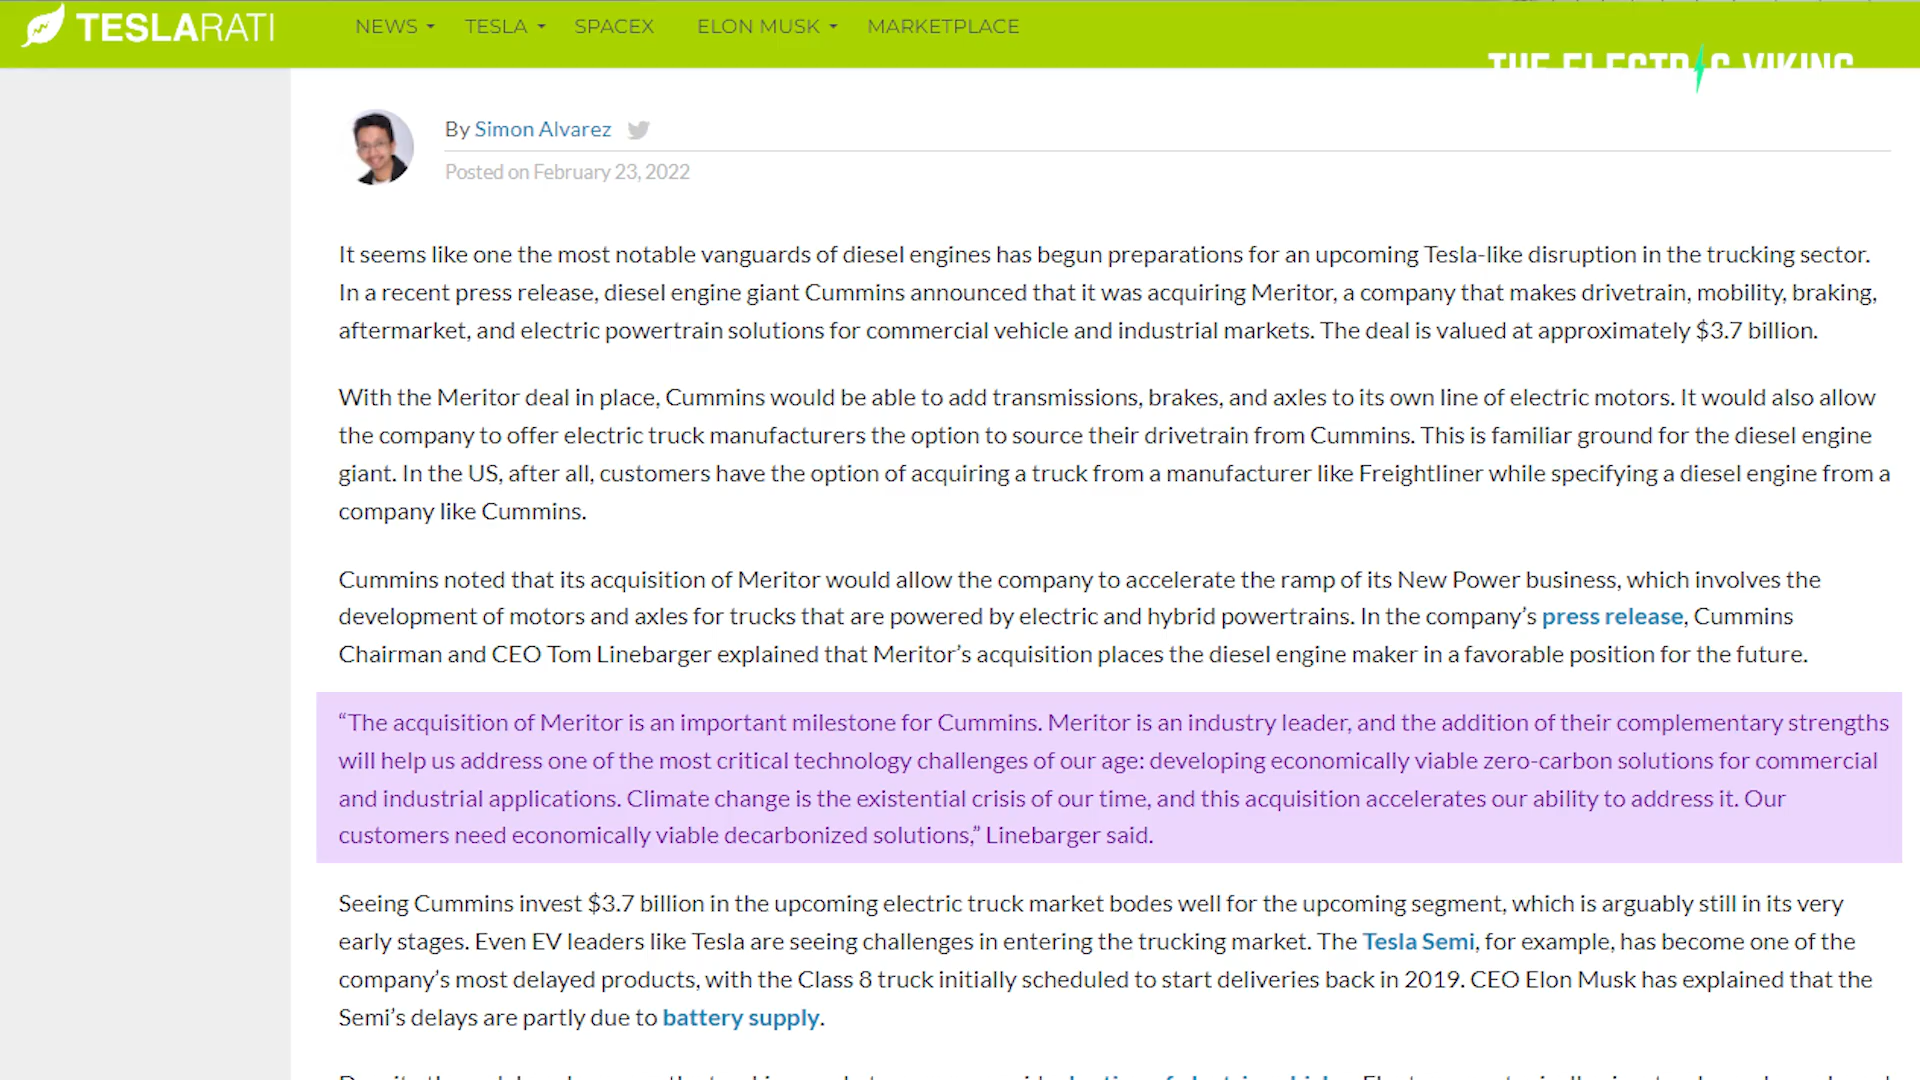 TESLARATI
NEWS TESLA SPACEX ELON MUSK MARKETPLACE
THE ELECTRIC VIKING
By Simon Alvarez
Posted on February 23, 2022
It seems like one the most notable vanguards of diesel engines has begun preparations for an upcoming Tesla-like disruption in the trucking sector.
In a recent press release, diesel engine giant Cummins announced that it was acquiring Meritor, a company that makes drivetrain, mobility, braking,
aftermarket, and electric powertrain solutions for commercial vehicle and industrial markets. The deal is valued at approximately $3.7 billion.
With the Meritor deal in place, Cummins would be able to add transmissions, brakes, and axles to its own line of electric motors. It would also allow
the company to offer electric truck manufacturers the option to source their drivetrain from Cummins. This is familiar ground for the diesel engine
giant. In the US, after all, customers have the option of acquiring a truck from a manufacturer like Freightliner while specifying a diesel engine from a
company like Cummins.
Cummins noted that its acquisition of Meritor would allow the company to accelerate the ramp of its New Power business, which involves the
development of motors and axles for trucks that are powered by electric and hybrid powertrains. In the company’s press release, Cummins
Chairman and CEO Tom Linebarger explained that Meritor’s acquisition places the diesel engine maker in a favorable position for the future.
“The acquisition of Meritor is an important milestone for Cummins. Meritor is an industry leader, and the addition of their complementary strengths
will help us address one of the most critical technology challenges of our age: developing economically viable zero-carbon solutions for commercial
and industrial applications. Climate change is the existential crisis of our time, and this acquisition accelerates our ability to address it. Our
customers need economically viable decarbonized solutions,” Linebarger said.
Seeing Cummins invest $3.7 billion in the upcoming electric truck market bodes well for the upcoming segment, which is arguably still in its very
early stages. Even EV leaders like Tesla are seeing challenges in entering the trucking market. The Tesla Semi, for example, has become one of the
company’s most delayed products, with the Class 8 truck initially scheduled to start deliveries back in 2019. CEO Elon Musk has explained that the
Semi’s delays are partly due to battery supply.